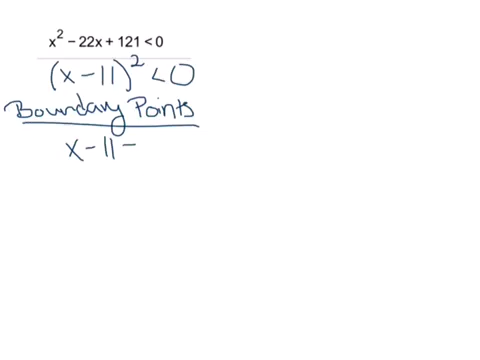 x² − 22x + 121 < 0
(x − 11)² < 0
Boundary Points
x − 11 −